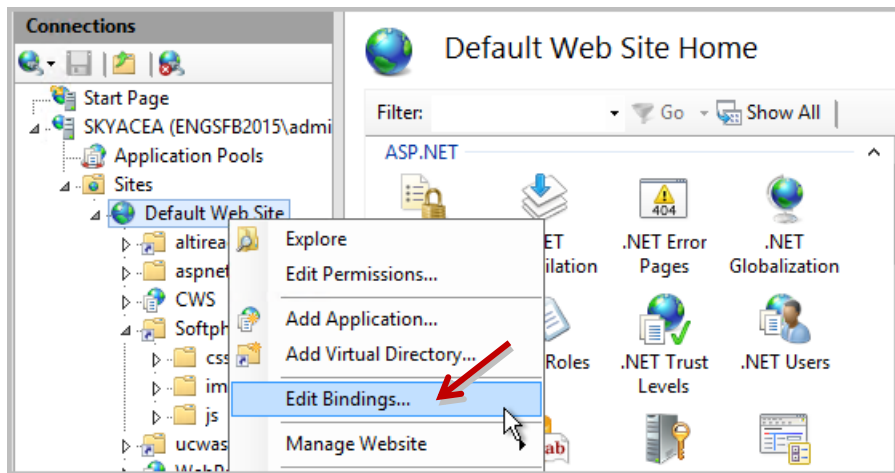 Connections
Start Page
SKYACEA (ENGSFB2015\admi
Application Pools
Sites
Default Web Site
altirea
aspnet
CWS
Softph
css
im
js
ucwas
Explore
Edit Permissions...
Add Application...
Add Virtual Directory...
Edit Bindings...
Manage Website
Default Web Site Home
Filter:
Go
Show All
ASP.NET
404
ET
ilation
.NET Error
Pages
.NET
Globalization
Roles
.NET Trust
Levels
.NET Users
ab